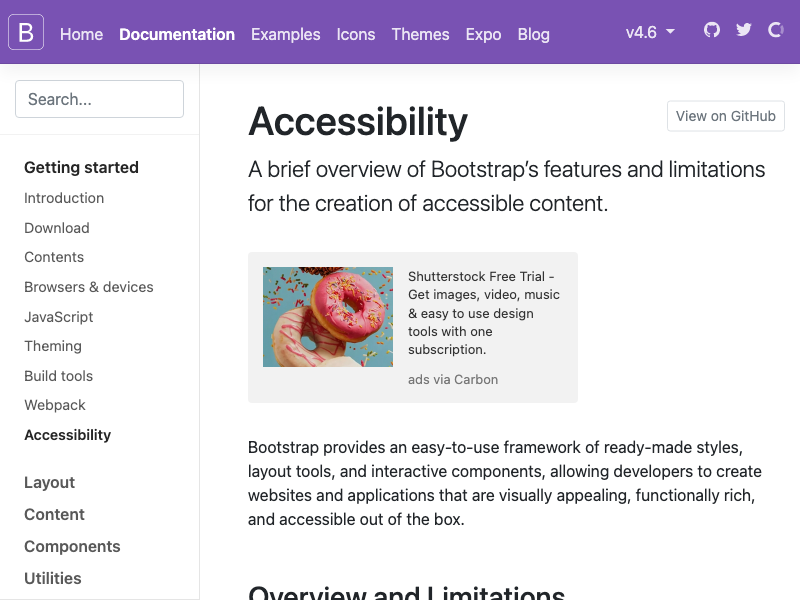 B Home Documentation Examples Icons Themes Expo Blog v4.6
Search...
Getting started
Introduction
Download
Contents
Browsers & devices
JavaScript
Theming
Build tools
Webpack
Accessibility
Layout
Content
Components
Utilities
Accessibility
View on GitHub
A brief overview of Bootstrap’s features and limitations
for the creation of accessible content.
Shutterstock Free Trial -
Get images, video, music
& easy to use design
tools with one
subscription.
ads via Carbon
Bootstrap provides an easy-to-use framework of ready-made styles,
layout tools, and interactive components, allowing developers to create
websites and applications that are visually appealing, functionally rich,
and accessible out of the box.
Overview and Limitations